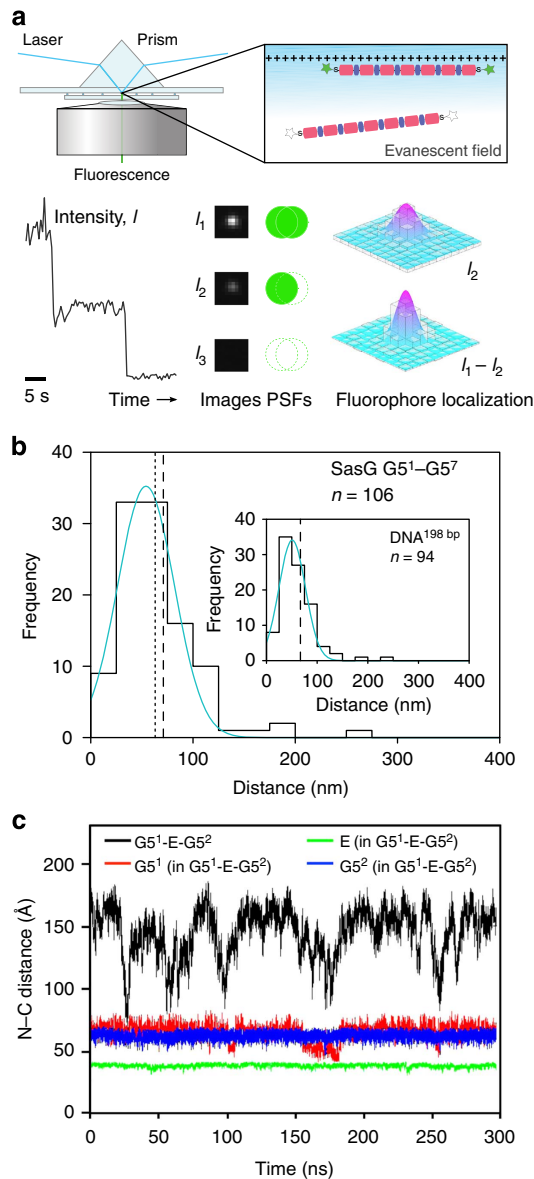 a
Laser Prism
++++++++++++++++++++++++++++++
S S
S S
Evanescent field
Fluorescence
Intensity, I
I1
I2
I3
I2
I1 – I2
5 s
Time → Images PSFs Fluorophore localization
b
SasG G5¹–G5⁷
n = 106
DNA¹⁹⁸ ᵇᵖ
n = 94
Frequency
40
30
20
10
0
0 100 200 300 400
Distance (nm)
Frequency
40
30
20
10
0
0 100 200 300 400
Distance (nm)
c
G5¹-E-G5² E (in G5¹-E-G5²)
G5¹ (in G5¹-E-G5²) G5² (in G5¹-E-G5²)
N–C distance (Å)
200
150
100
50
0
0 50 100 150 200 250 300
Time (ns)